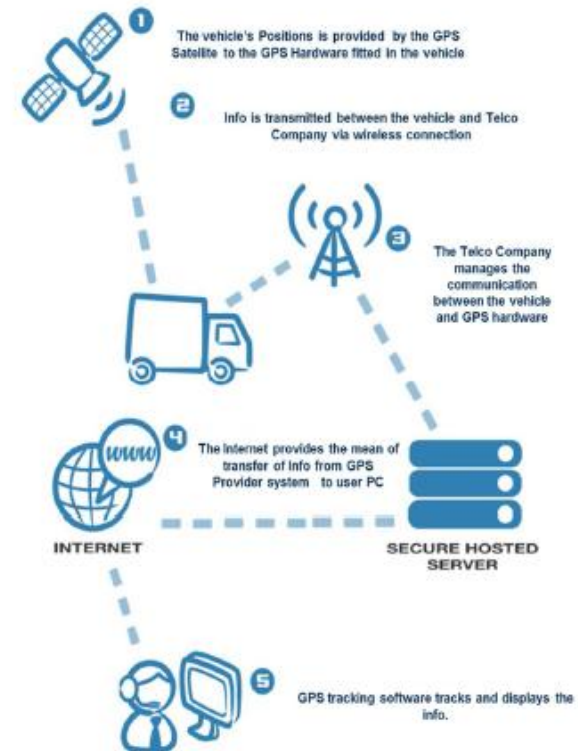 1
The vehicle's Positions is provided by the GPS
Satellite to the GPS Hardware fitted in the vehicle
2
Info is transmitted between the vehicle and Telco
Company via wireless connection
3
The Telco Company
manages the
communication
between the vehicle
and GPS hardware
www
4
The Internet provides the mean of
transfer of Info from GPS
Provider system to user PC
INTERNET
SECURE HOSTED
SERVER
5
GPS tracking software tracks and displays the
info.